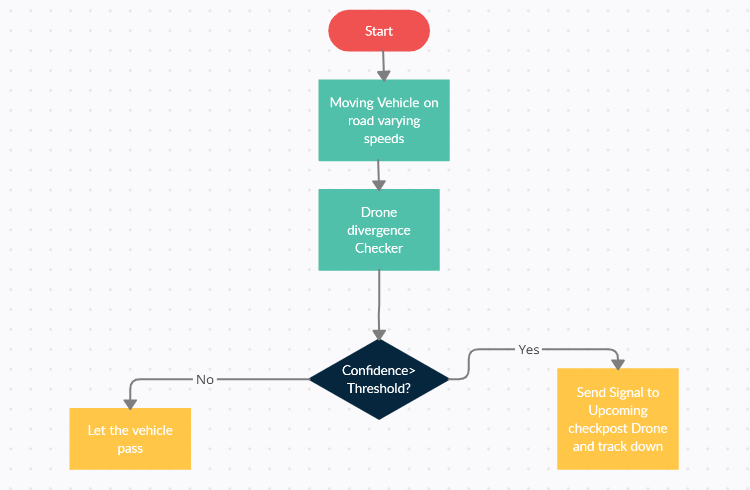 Start
Moving Vehicle on
road varying
speeds
Drone
divergence
Checker
Confidence>
Threshold?
Yes
No
Send Signal to
Upcoming
checkpost Drone
and track down
Let the vehicle
pass